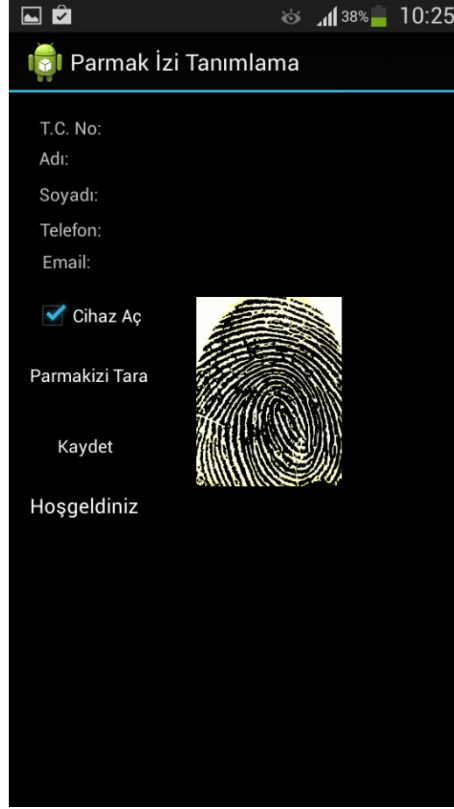 38% 10:25
Parmak İzi Tanımlama
T.C. No:
Adı:
Soyadı:
Telefon:
Email:
Cihaz Aç
Parmakizi Tara
Kaydet
Hoşgeldiniz